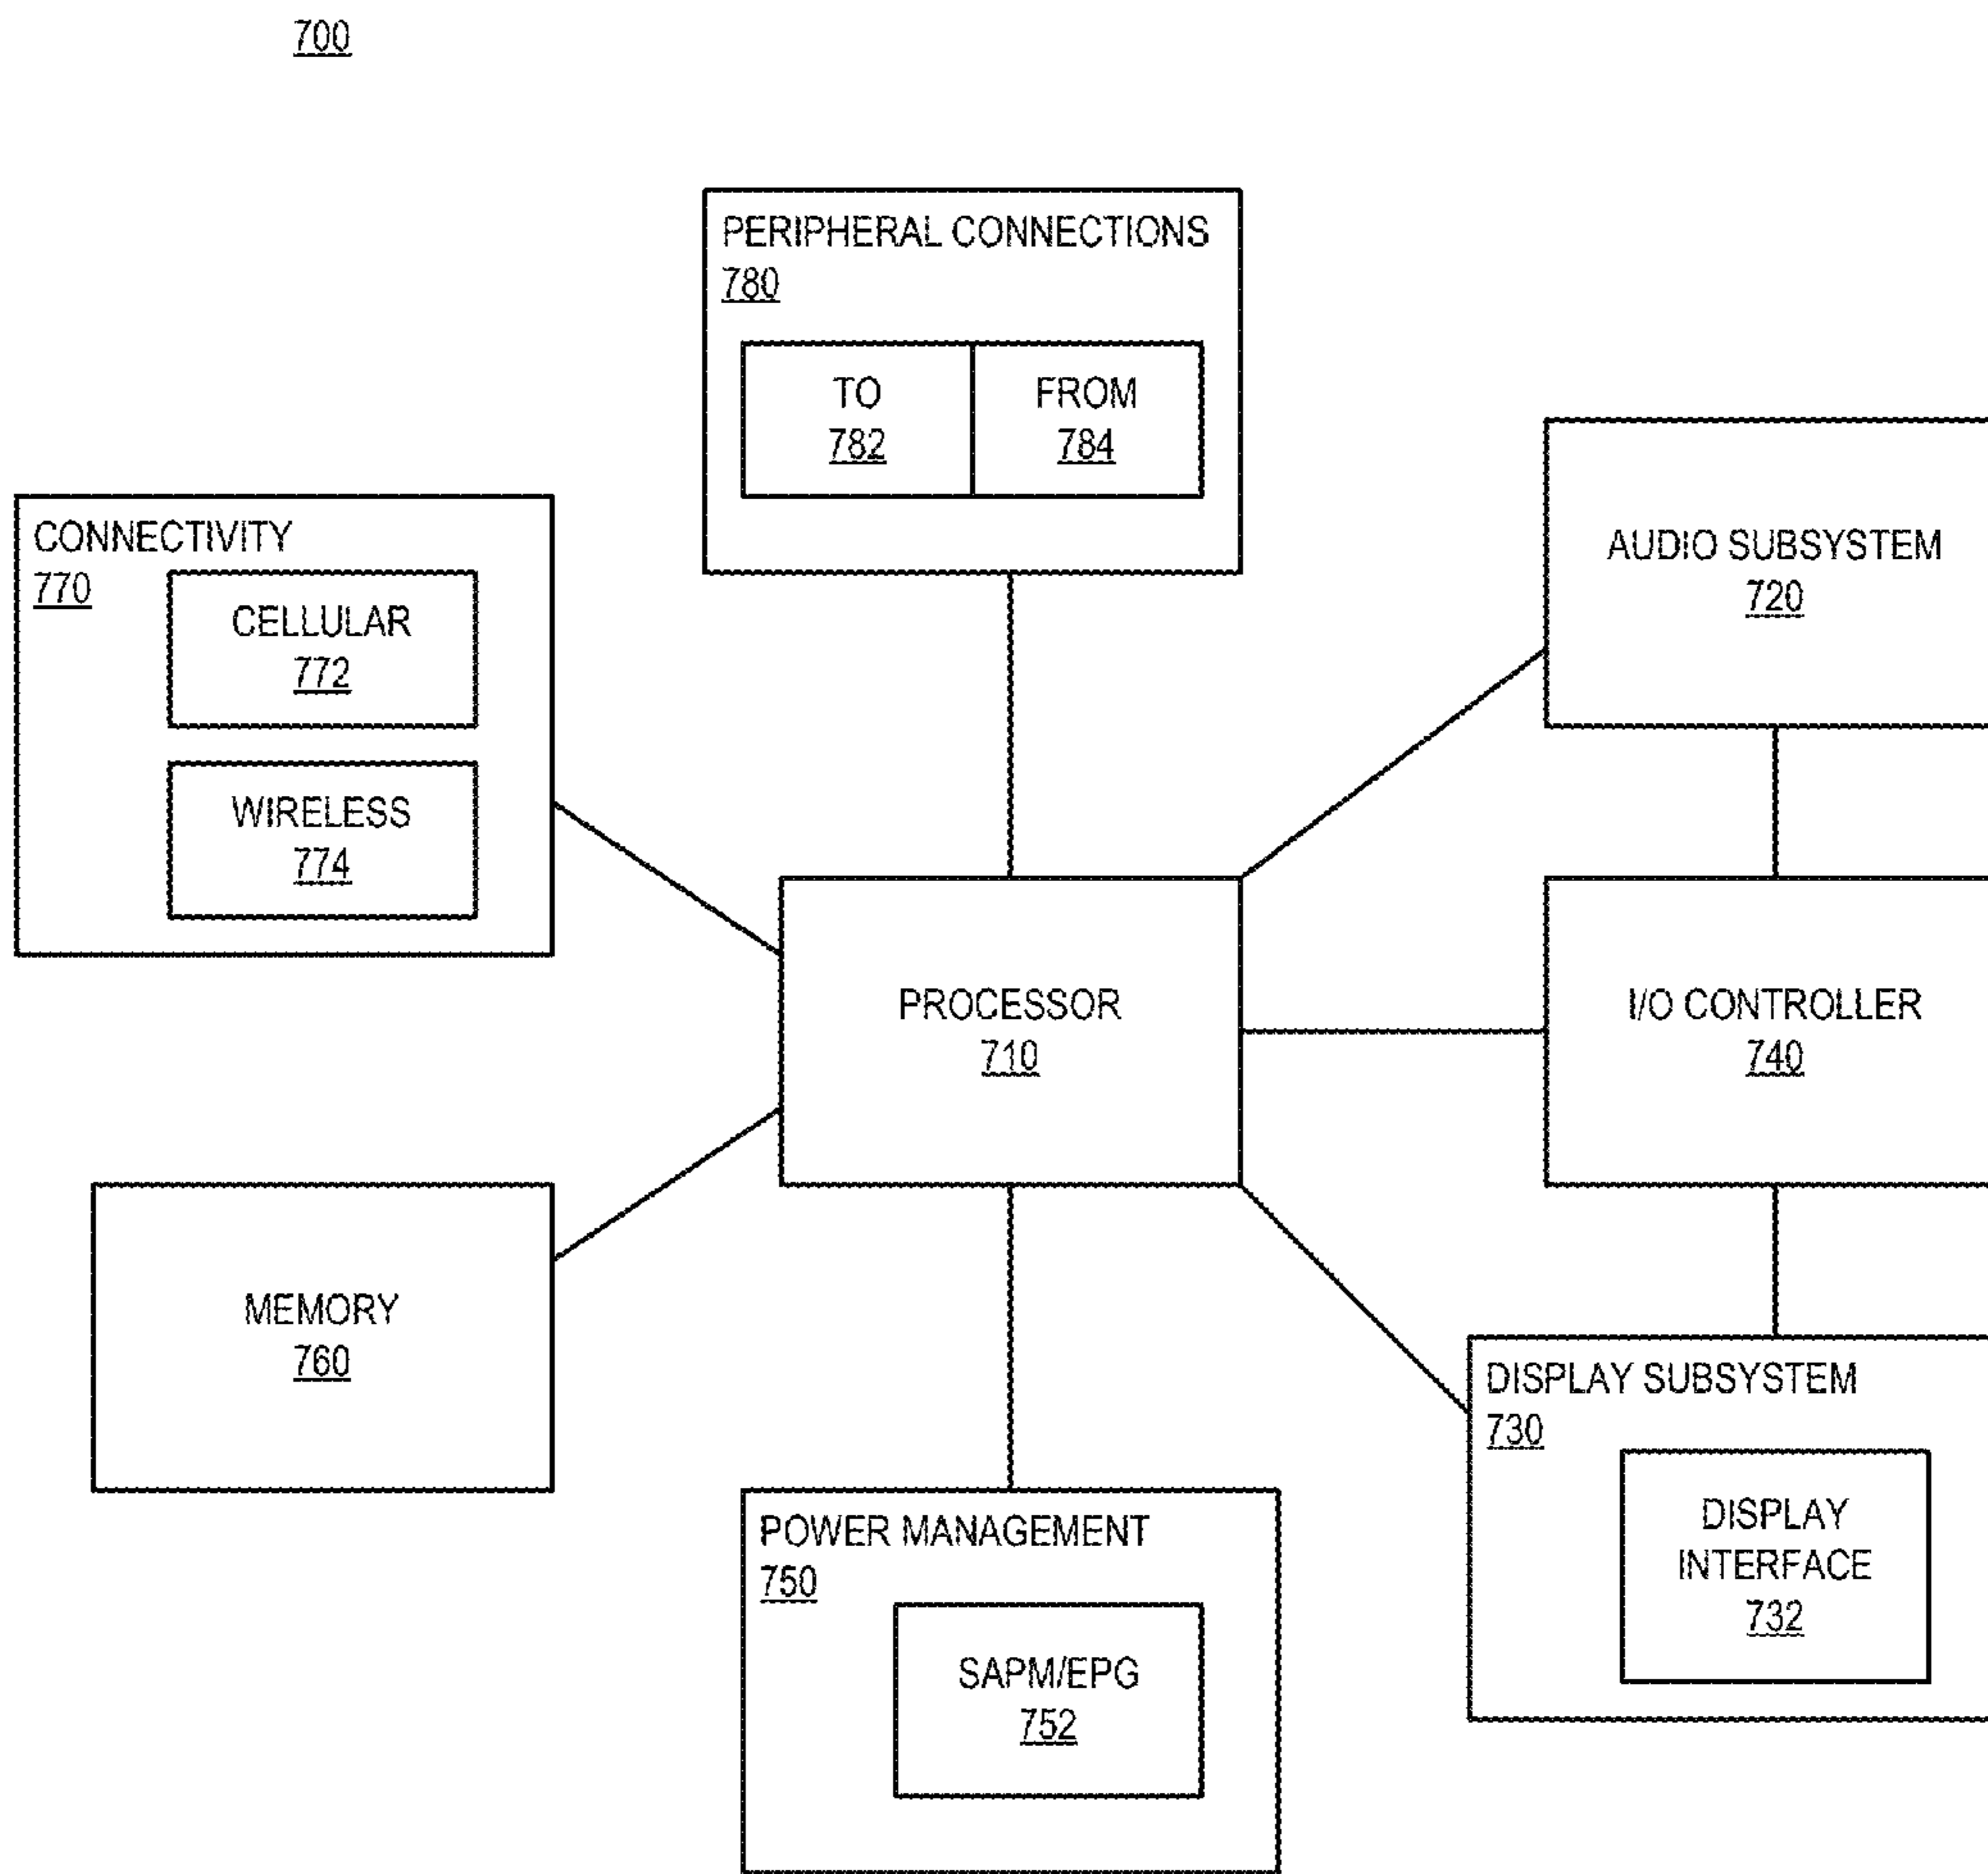 700
PERIPHERAL CONNECTIONS
780
TO
782
FROM
784
CONNECTIVITY
770
CELLULAR
772
WIRELESS
774
AUDIO SUBSYSTEM
720
PROCESSOR
710
I/O CONTROLLER
740
MEMORY
760
DISPLAY SUBSYSTEM
730
DISPLAY
INTERFACE
732
POWER MANAGEMENT
750
SAPM/EPG
752